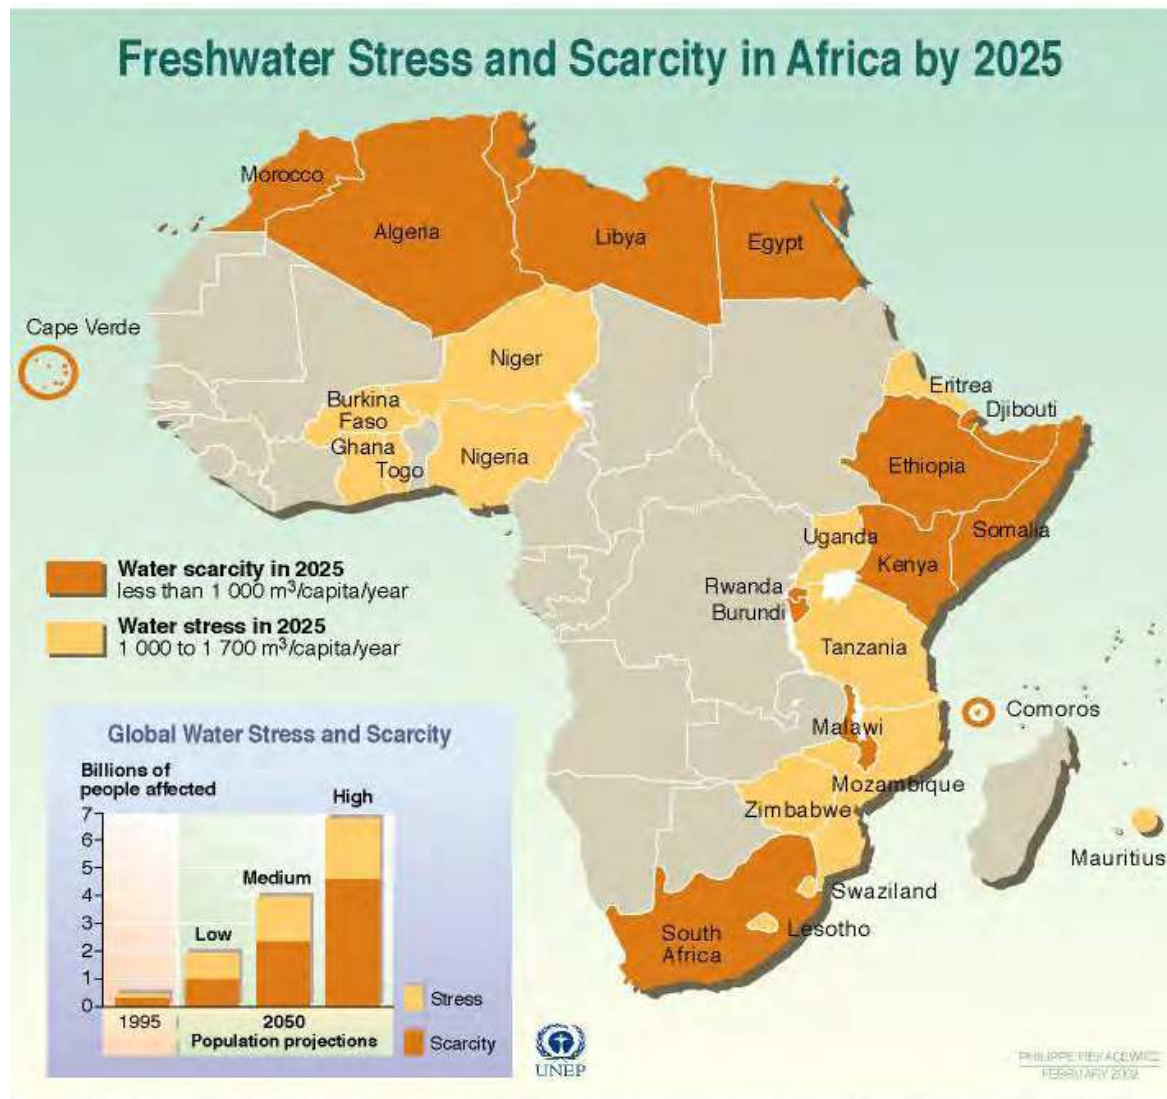 Freshwater Stress and Scarcity in Africa by 2025
Morocco
Algeria
Libya
Egypt
Cape Verde
Niger
Burkina
Faso
Ghana
Togo
Nigeria
Eritrea
Djibouti
Ethiopia
Somalia
Uganda
Kenya
Rwanda
Burundi
Tanzania
Comoros
Malawi
Mozambique
Zimbabwe
Mauritius
Swaziland
Lesotho
South
Africa
Water scarcity in 2025
less than 1 000 m³/capita/year
Water stress in 2025
1 000 to 1 700 m³/capita/year
Global Water Stress and Scarcity
Billions of
people affected
7
6
5
4
3
2
1
0
Low
Medium
High
1995
2050
Population projections
Stress
Scarcity
UNEP
PHILIPPE REKACEWICZ
FEBRUARY 2002